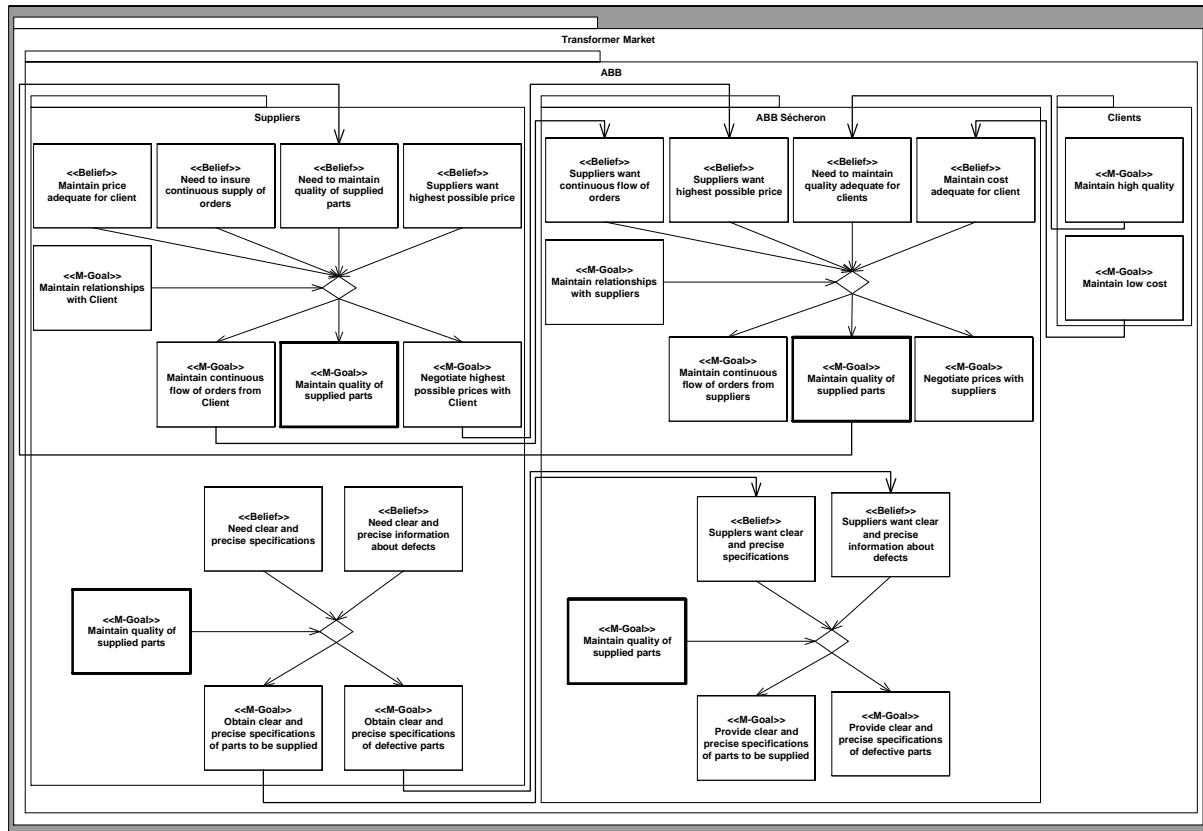 Transformer Market
ABB
Suppliers
ABB Sécheron
Clients
<<Belief>>
Maintain price
adequate for client
<<Belief>>
Need to insure
continuous supply of
orders
<<Belief>>
Need to maintain
quality of supplied
parts
<<Belief>>
Suppliers want
highest possible price
<<Belief>>
Suppliers want
continuous flow of
orders
<<Belief>>
Suppliers want
highest possible price
<<Belief>>
Need to maintain
quality adequate for
clients
<<Belief>>
Maintain cost
adequate for client
<<M-Goal>>
Maintain high quality
<<M-Goal>>
Maintain relationships
with Client
<<M-Goal>>
Maintain relationships
with suppliers
<<M-Goal>>
Maintain low cost
<<M-Goal>>
Maintain continuous
flow of orders from
Client
<<M-Goal>>
Maintain quality of
supplied parts
<<M-Goal>>
Negotiate highest
possible prices with
Client
<<M-Goal>>
Maintain continuous
flow of orders from
suppliers
<<M-Goal>>
Maintain quality of
supplied parts
<<M-Goal>>
Negotiate prices with
suppliers
<<Belief>>
Need clear and
precise specifications
<<Belief>>
Need clear and
precise information
about defects
<<Belief>>
Supplers want clear
and precise
specifications
<<Belief>>
Suppliers want clear
and precise
information about
defects
<<M-Goal>>
Maintain quality of
supplied parts
<<M-Goal>>
Maintain quality of
supplied parts
<<M-Goal>>
Obtain clear and
precise specifications
of parts to be supplied
<<M-Goal>>
Obtain clear and
precise specifications
of defective parts
<<M-Goal>>
Provide clear and
precise specifications
of parts to be supplied
<<M-Goal>>
Provide clear and
precise specifications
of defective parts